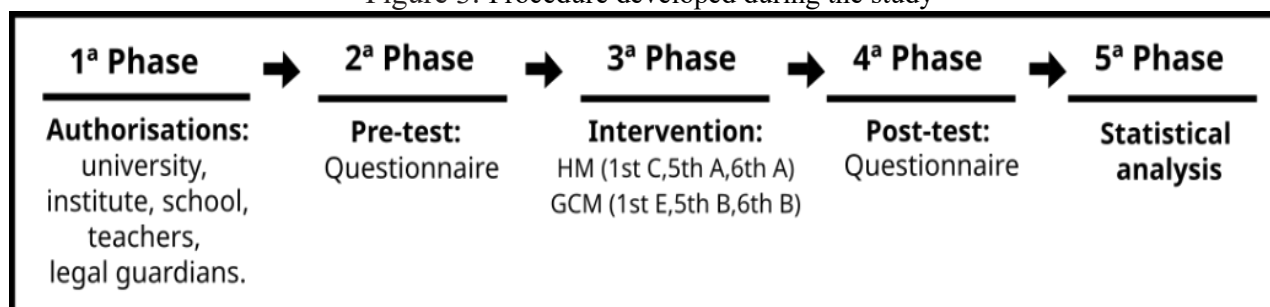 Figure 3. Procedure developed during the study
1ª Phase
Authorisations:
university,
institute, school,
teachers,
legal guardians.
2ª Phase
Pre-test:
Questionnaire
3ª Phase
Intervention:
HM (1st C,5th A,6th A)
GCM (1st E,5th B,6th B)
4ª Phase
Post-test:
Questionnaire
5ª Phase
Statistical
analysis